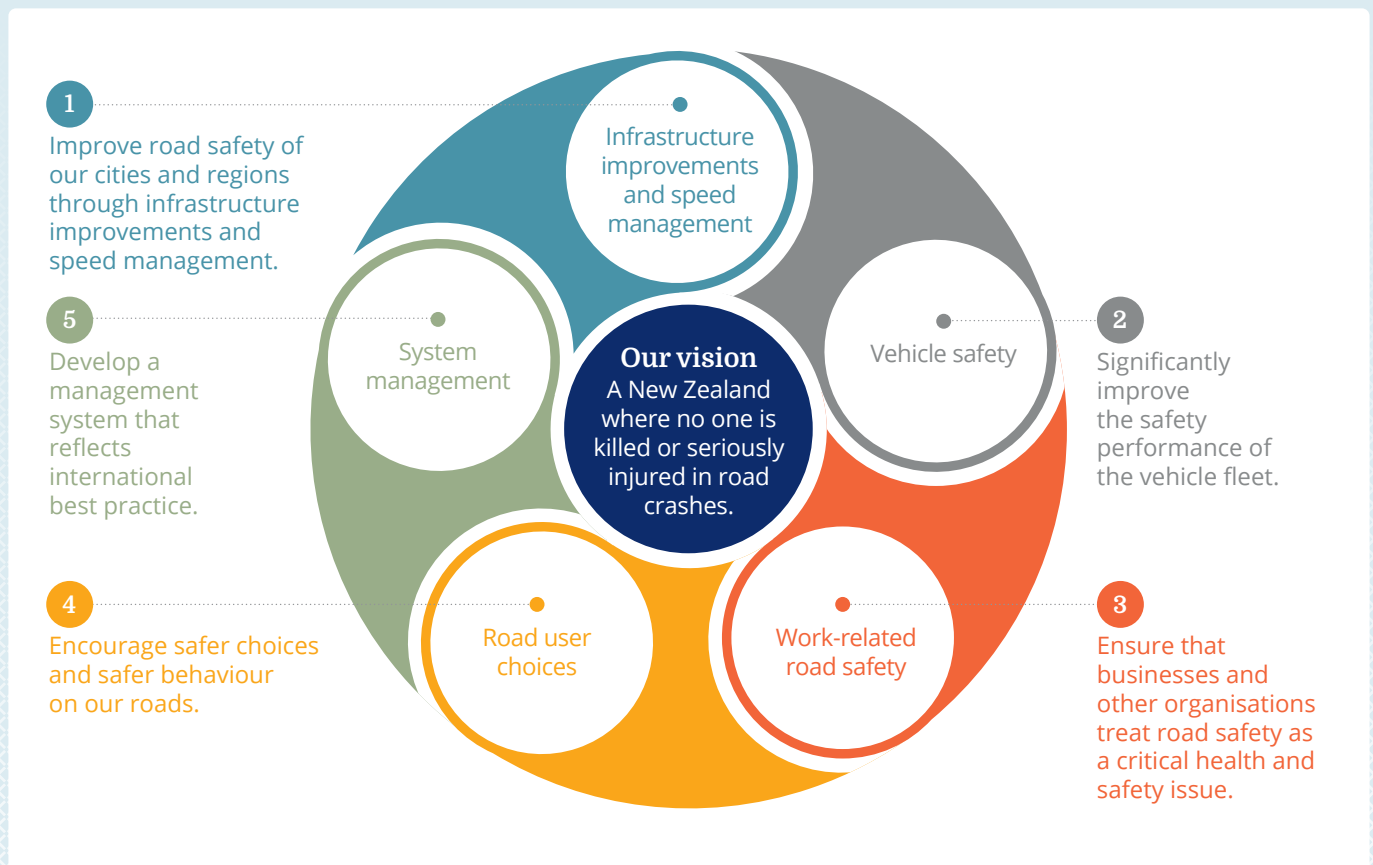 1
Improve road safety of
our cities and regions
through infrastructure
improvements and
speed management.
Infrastructure
improvements
and speed
management
2
Significantly
improve
the safety
performance of
the vehicle fleet.
Vehicle safety
3
Ensure that
businesses and
other organisations
treat road safety as
a critical health and
safety issue.
Work-related
road safety
4
Encourage safer choices
and safer behaviour
on our roads.
Road user
choices
5
Develop a
management
system that
reflects
international
best practice.
System
management
Our vision
A New Zealand
where no one is
killed or seriously
injured in road
crashes.